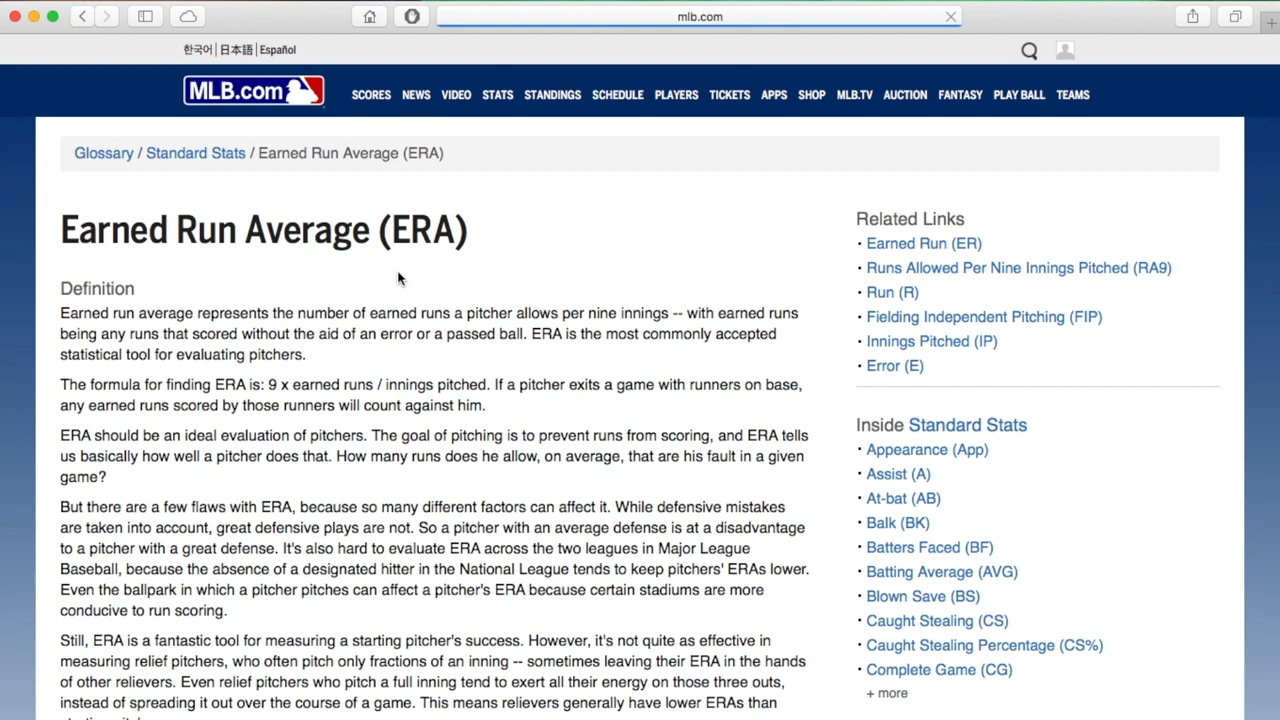 mlb.com
한국어 | 日本語 | Español
MLB.com
SCORES NEWS VIDEO STATS STANDINGS SCHEDULE PLAYERS TICKETS APPS SHOP MLB.TV AUCTION FANTASY PLAY BALL TEAMS
Glossary / Standard Stats / Earned Run Average (ERA)
Earned Run Average (ERA)
Definition
Earned run average represents the number of earned runs a pitcher allows per nine innings -- with earned runs
being any runs that scored without the aid of an error or a passed ball. ERA is the most commonly accepted
statistical tool for evaluating pitchers.
The formula for finding ERA is: 9 x earned runs / innings pitched. If a pitcher exits a game with runners on base,
any earned runs scored by those runners will count against him.
ERA should be an ideal evaluation of pitchers. The goal of pitching is to prevent runs from scoring, and ERA tells
us basically how well a pitcher does that. How many runs does he allow, on average, that are his fault in a given
game?
But there are a few flaws with ERA, because so many different factors can affect it. While defensive mistakes
are taken into account, great defensive plays are not. So a pitcher with an average defense is at a disadvantage
to a pitcher with a great defense. It's also hard to evaluate ERA across the two leagues in Major League
Baseball, because the absence of a designated hitter in the National League tends to keep pitchers' ERAs lower.
Even the ballpark in which a pitcher pitches can affect a pitcher's ERA because certain stadiums are more
conducive to run scoring.
Still, ERA is a fantastic tool for measuring a starting pitcher's success. However, it's not quite as effective in
measuring relief pitchers, who often pitch only fractions of an inning -- sometimes leaving their ERA in the hands
of other relievers. Even relief pitchers who pitch a full inning tend to exert all their energy on those three outs,
instead of spreading it out over the course of a game. This means relievers generally have lower ERAs than
Related Links
· Earned Run (ER)
· Runs Allowed Per Nine Innings Pitched (RA9)
· Run (R)
· Fielding Independent Pitching (FIP)
· Innings Pitched (IP)
· Error (E)
Inside Standard Stats
· Appearance (App)
· Assist (A)
· At-bat (AB)
· Balk (BK)
· Batters Faced (BF)
· Batting Average (AVG)
· Blown Save (BS)
· Caught Stealing (CS)
· Caught Stealing Percentage (CS%)
· Complete Game (CG)
+ more